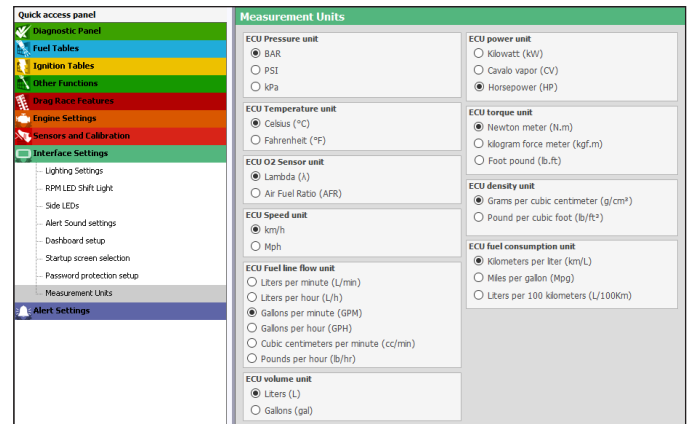 Quick access panel
Diagnostic Panel
Fuel Tables
Ignition Tables
Other Functions
Drag Race Features
Engine Settings
Sensors and Calibration
Interface Settings
Lighting Settings
RPM LED Shift Light
Side LEDs
Alert Sound settings
Dashboard setup
Startup screen selection
Password protection setup
Measurement Units
Alert Settings
Measurement Units
ECU Pressure unit
BAR
PSI
kPa
ECU Temperature unit
Celsius (°C)
Fahrenheit (°F)
ECU O2 Sensor unit
Lambda (λ)
Air Fuel Ratio (AFR)
ECU Speed unit
km/h
Mph
ECU Fuel line flow unit
Liters per minute (L/min)
Liters per hour (L/h)
Gallons per minute (GPM)
Gallons per hour (GPH)
Cubic centimeters per minute (cc/min)
Pounds per hour (lb/hr)
ECU volume unit
Liters (L)
Gallons (gal)
ECU power unit
Kilowatt (kW)
Cavalo vapor (CV)
Horsepower (HP)
ECU torque unit
Newton meter (N.m)
kilogram force meter (kgf.m)
Foot pound (lb.ft)
ECU density unit
Grams per cubic centimeter (g/cm³)
Pound per cubic foot (lb/ft³)
ECU fuel consumption unit
Kilometers per liter (km/L)
Miles per gallon (Mpg)
Liters per 100 kilometers (L/100Km)